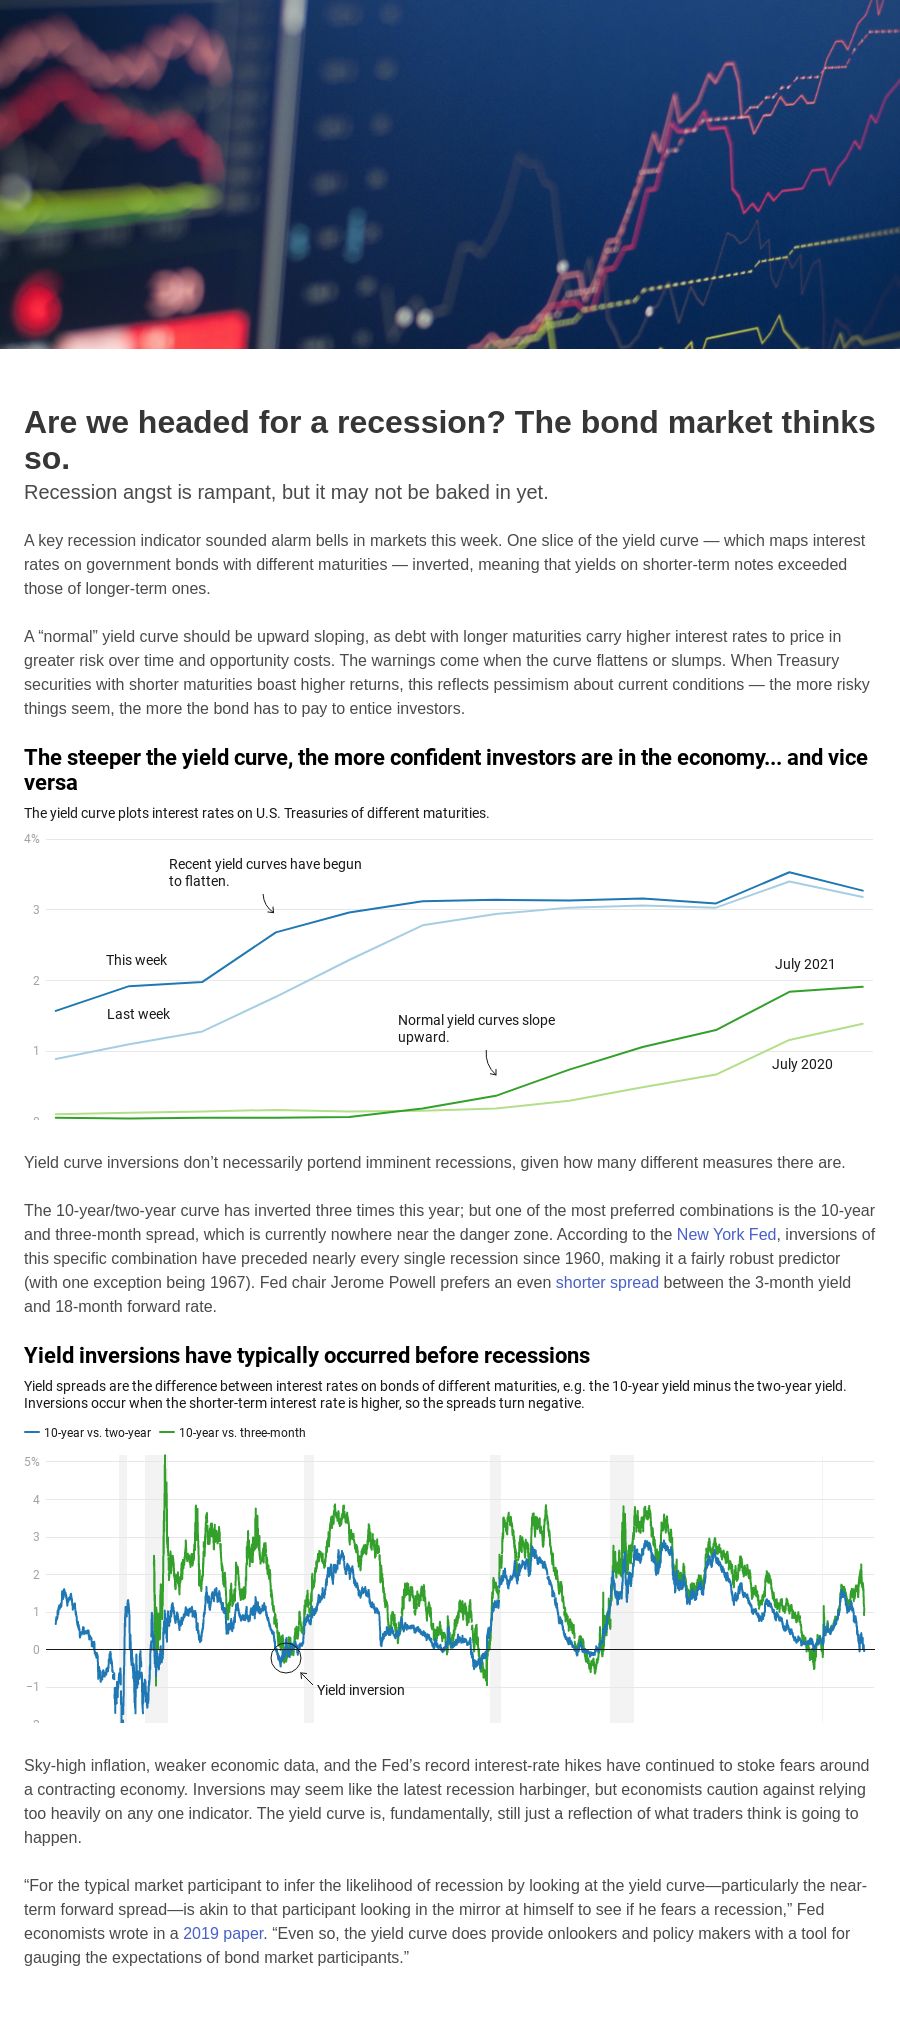 Are we headed for a recession? The bond market thinks
so.
Recession angst is rampant, but it may not be baked in yet.
A key recession indicator sounded alarm bells in markets this week. One slice of the yield curve — which maps interest
rates on government bonds with different maturities — inverted, meaning that yields on shorter-term notes exceeded
those of longer-term ones.
A “normal” yield curve should be upward sloping, as debt with longer maturities carry higher interest rates to price in
greater risk over time and opportunity costs. The warnings come when the curve flattens or slumps. When Treasury
securities with shorter maturities boast higher returns, this reflects pessimism about current conditions — the more risky
things seem, the more the bond has to pay to entice investors.
The steeper the yield curve, the more confident investors are in the economy... and vice
versa
The yield curve plots interest rates on U.S. Treasuries of different maturities.
4%
Recent yield curves have begun
to flatten.
3
This week
July 2021
2
Last week
Normal yield curves slope
upward.
1
July 2020
Yield curve inversions don’t necessarily portend imminent recessions, given how many different measures there are.
The 10-year/two-year curve has inverted three times this year; but one of the most preferred combinations is the 10-year
and three-month spread, which is currently nowhere near the danger zone. According to the New York Fed, inversions of
this specific combination have preceded nearly every single recession since 1960, making it a fairly robust predictor
(with one exception being 1967). Fed chair Jerome Powell prefers an even shorter spread between the 3-month yield
and 18-month forward rate.
Yield inversions have typically occurred before recessions
Yield spreads are the difference between interest rates on bonds of different maturities, e.g. the 10-year yield minus the two-year yield.
Inversions occur when the shorter-term interest rate is higher, so the spreads turn negative.
10-year vs. two-year 10-year vs. three-month
5%
4
3
2
1
0
−1
Yield inversion
Sky-high inflation, weaker economic data, and the Fed’s record interest-rate hikes have continued to stoke fears around
a contracting economy. Inversions may seem like the latest recession harbinger, but economists caution against relying
too heavily on any one indicator. The yield curve is, fundamentally, still just a reflection of what traders think is going to
happen.
“For the typical market participant to infer the likelihood of recession by looking at the yield curve—particularly the near-
term forward spread—is akin to that participant looking in the mirror at himself to see if he fears a recession,” Fed
economists wrote in a 2019 paper. “Even so, the yield curve does provide onlookers and policy makers with a tool for
gauging the expectations of bond market participants.”